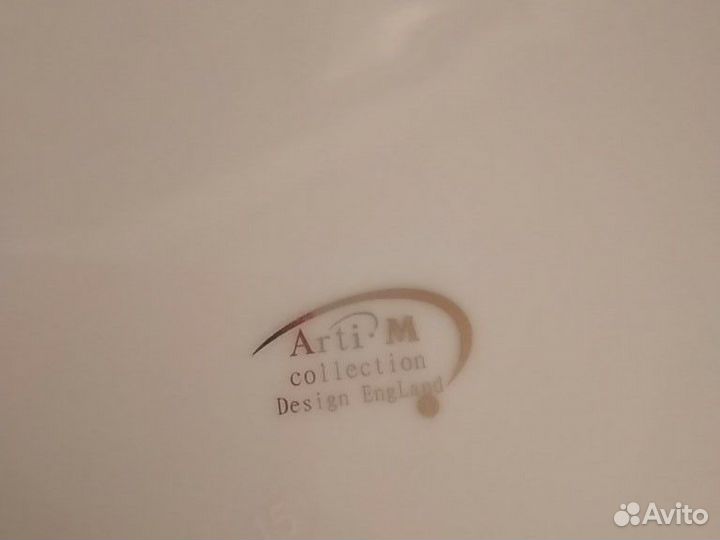 Arti M
collection
Design EngLand
Avito